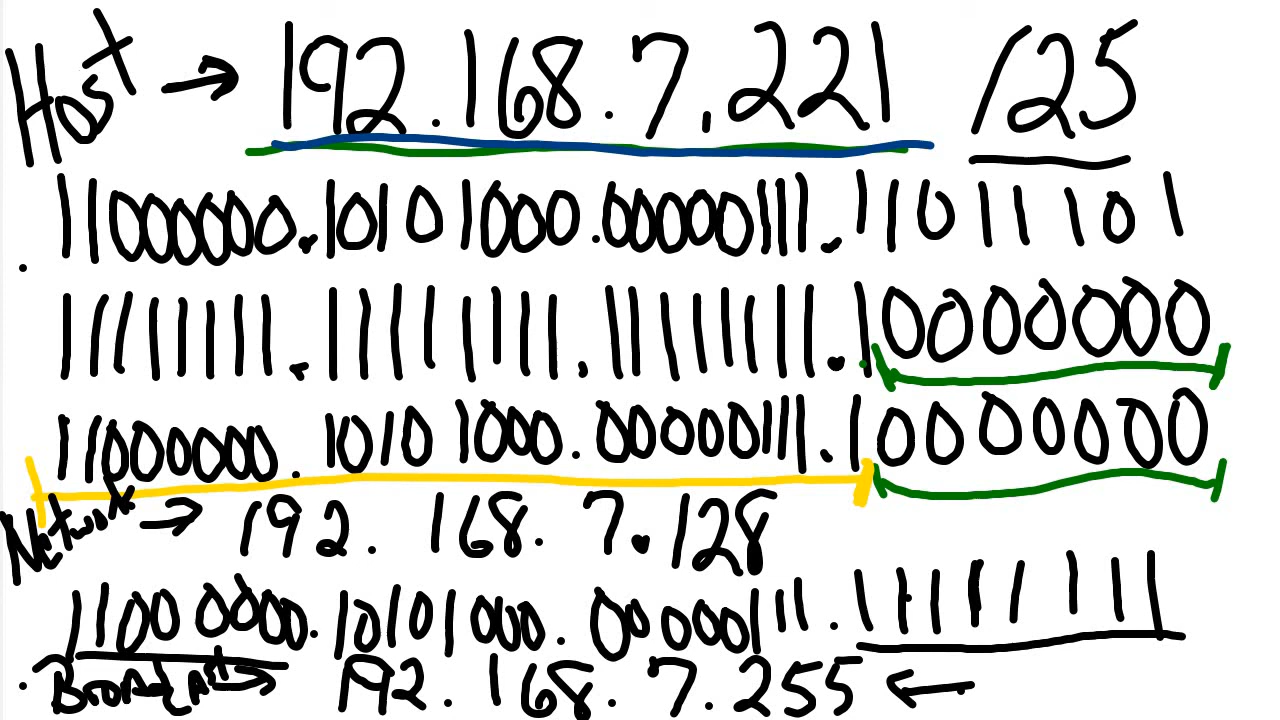 Host → 192.168.7.221 /25
11000000.10101000.00000111.11011101
11111111.11111111.11111111.10000000
11000000.10101000.00000111.10000000
Network → 192.168.7.128
11000000.10101000.00000111.11111111
Broadcast → 192.168.7.255 ←